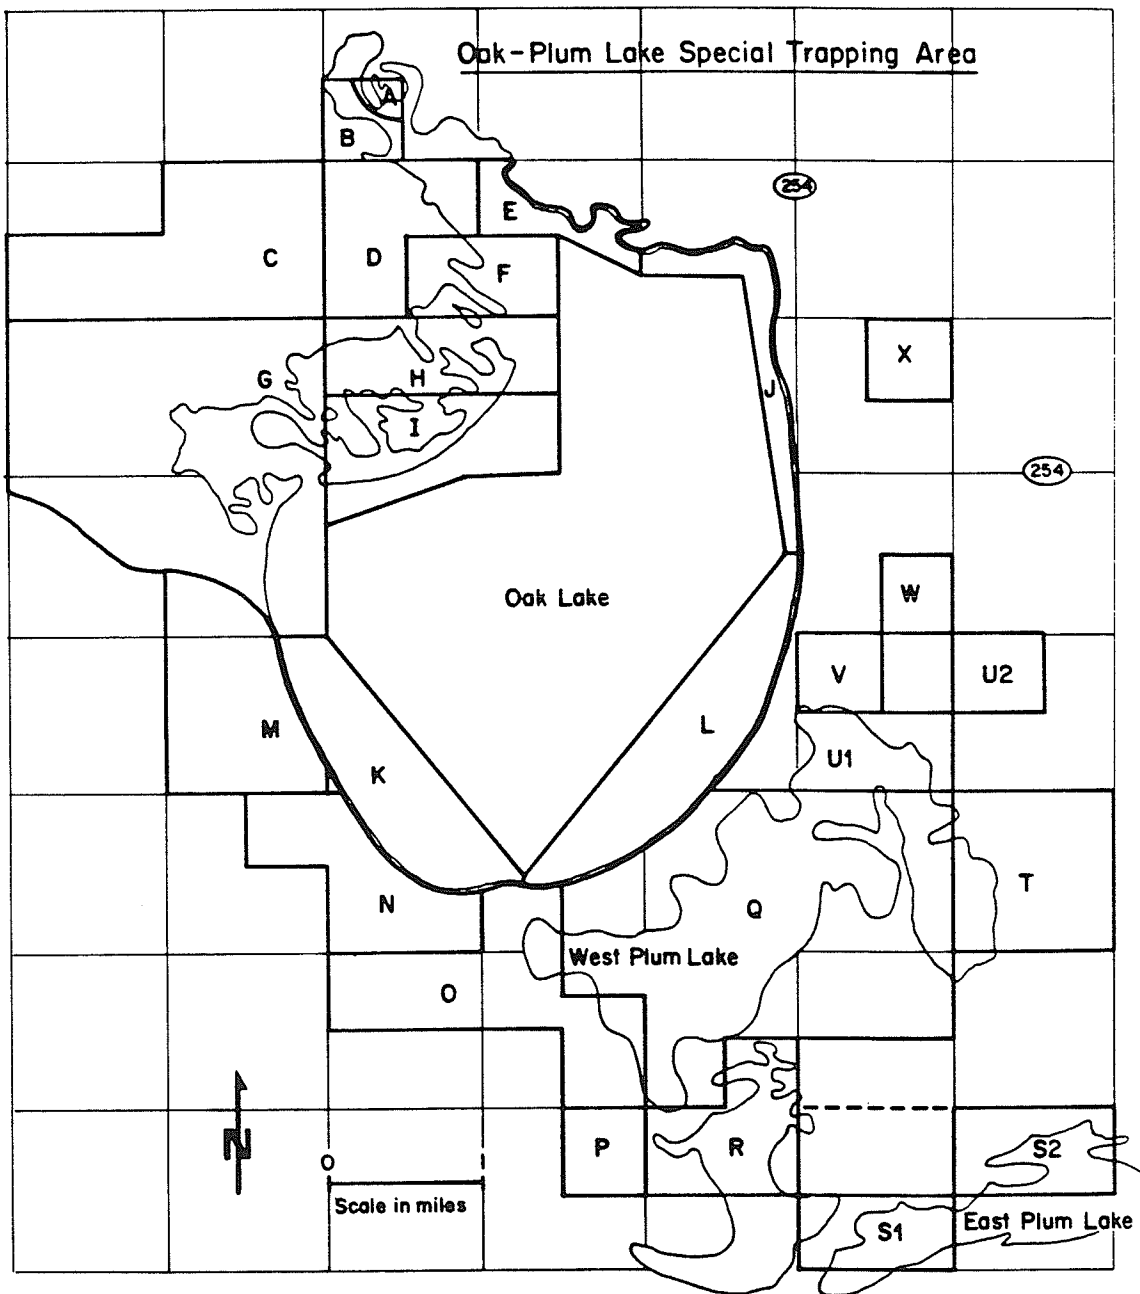 Oak-Plum Lake Special Trapping Area
A
B
254
E
C
D
F
X
G
H
J
I
254
Oak Lake
W
V
U2
M
L
K
U1
T
N
Q
West Plum Lake
O
N
P
R
S2
0
1
Scale in miles
S1
East Plum Lake